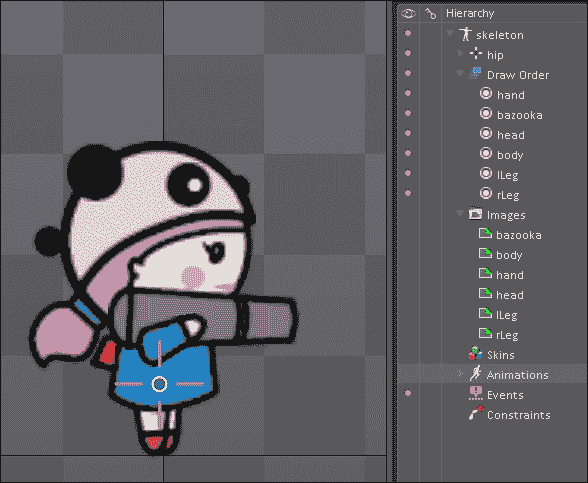 Hierarchy
skeleton
hip
Draw Order
hand
bazooka
head
body
lLeg
rLeg
Images
bazooka
body
hand
head
lLeg
rLeg
Skins
Animations
Events
Constraints